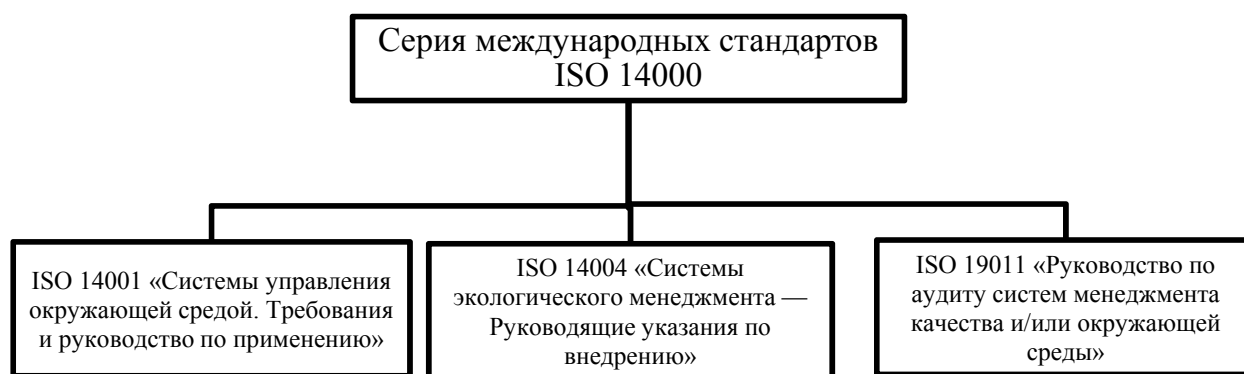 Серия международных стандартов
ISO 14000
ISO 14001 «Системы управления
окружающей средой. Требования
и руководство по применению»
ISO 14004 «Системы
экологического менеджмента —
Руководящие указания по
внедрению»
ISO 19011 «Руководство по
аудиту систем менеджмента
качества и/или окружающей
среды»